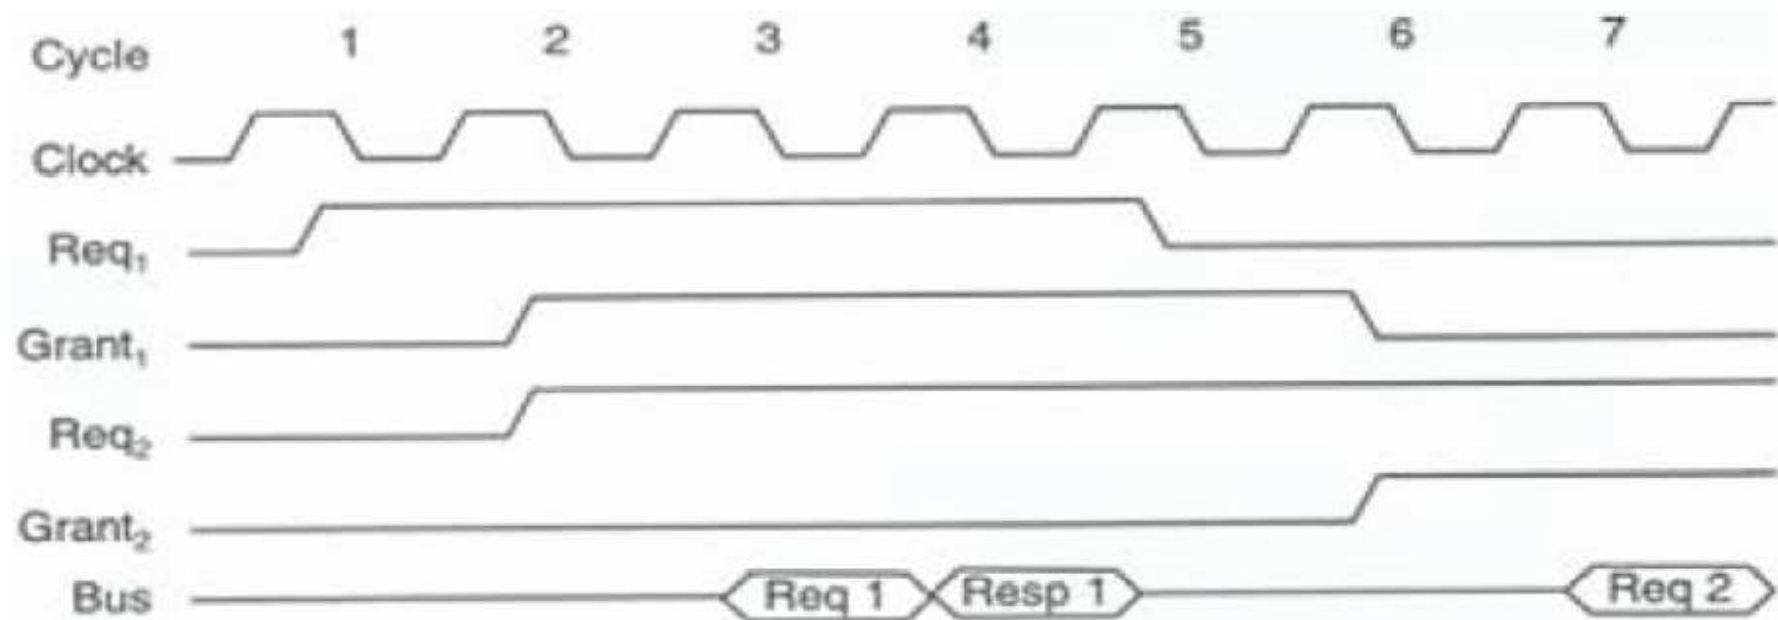 Cycle 1 2 3 4 5 6 7
Clock
Req₁
Grant₁
Req₂
Grant₂
Bus Req 1 Resp 1 Req 2